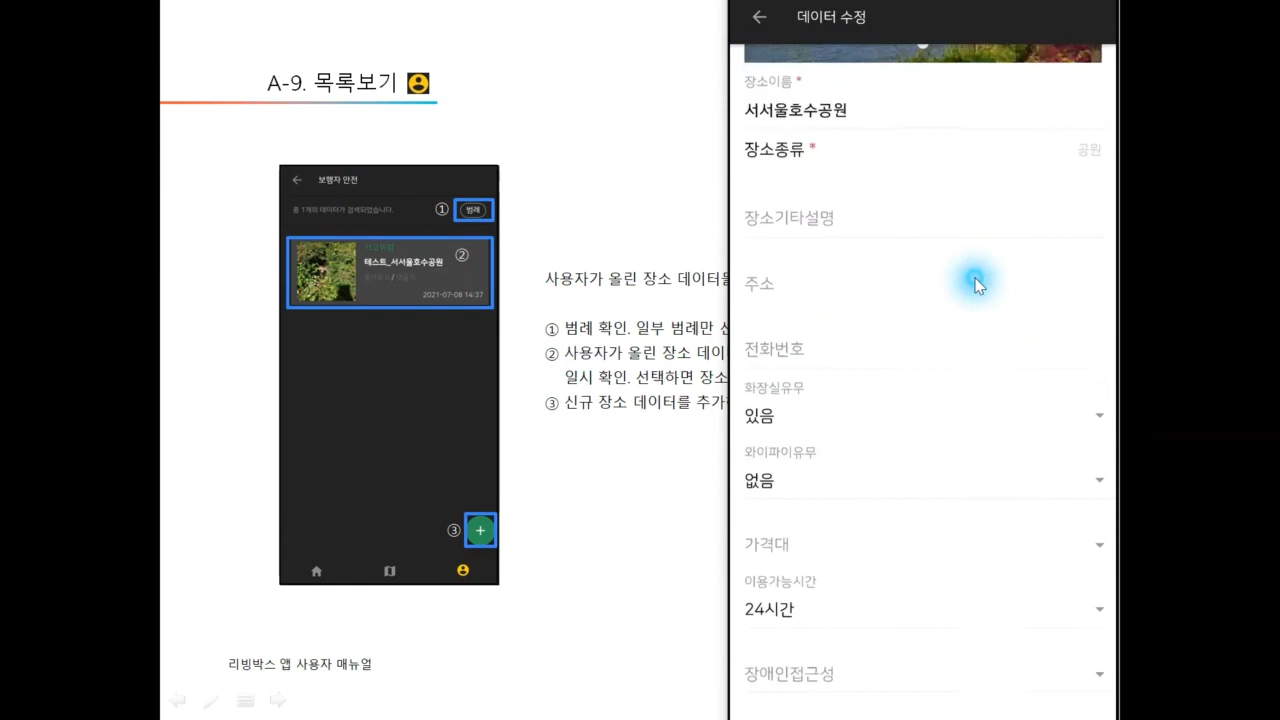 A-9. 목록보기
보행자 안전
총 1개의 데이터가 검색되었습니다.
①
범례
②
사고위험
테스트_서서울호수공원
2021-07-08 14:37
③
+
사용자가 올린 장소 데이터를
① 범례 확인. 일부 범례만
② 사용자가 올린 장소 데이
일시 확인. 선택하면 장소
③ 신규 장소 데이터를 추가
리빙박스 앱 사용자 매뉴얼
데이터 수정
장소이룸 *
서서울호수공원
장소종류 *
공원
장소기타설명
주소
전화번호
화장실유무
있음
와이파이유무
없음
가격대
이용가능시간
24시간
장애인접근성